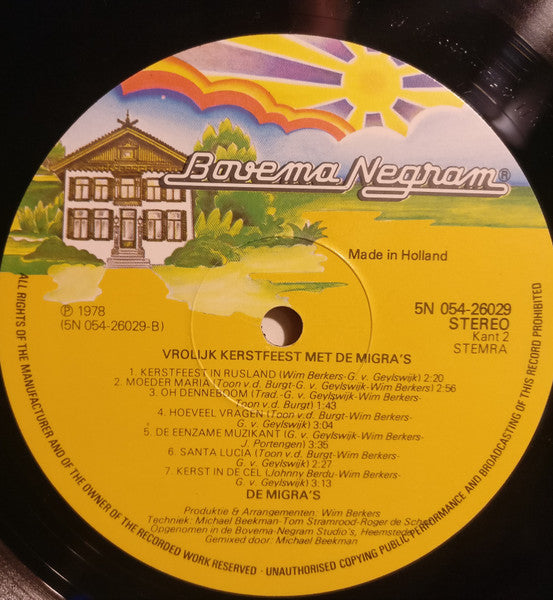 Bovema Negram®
Made in Holland
℗ 1978
(5N 054-26029-B)
5N 054-26029
STEREO
Kant 2
STEMRA
VROLIJK KERSTFEEST MET DE MIGRA'S
1. KERSTFEEST IN RUSLAND (Wim Berkers-G. v. Geylswijk) 2:20
2. MOEDER MARIA (Toon v.d. Burgt-G. v. Geylswijk-Wim Berkers) 2:56
3. OH DENNEBOOM (Trad.-G. v. Geylswijk-Wim Berkers-
Toon v.d. Burgt) 1:43
4. HOEVEEL VRAGEN (Toon v.d. Burt-Wim Berkers-
G. v. Geylswijk) 3:04
5. DE EENZAME MUZIKANT (G. v. Geylswijk-Wim Berkers-
J. Portengen) 3:35
6. SANTA LUCIA (Toon v.d. Burgt-Wim Berkers-
G. v. Geylswijk) 2:27
7. KERST IN DE CEL (Johnny Berdu-Wim Berkers-
G. v. Geylswijk) 3:13
DE MIGRA'S
Produktie & Arrangementen: Wim Berkers
Techniek: Michael Beekman-Tom Stramrood-Roger de Sch
Opgenomen in de Bovema-Negram Studio's, Heemstede
Gemixed door: Michael Beekman
ALL RIGHTS OF THE MANUFACTURER AND OF THE OWNER OF THE RECORDED WORK RESERVED · UNAUTHORISED COPYING PUBLIC PERFORMANCE AND BROADCASTING OF THIS RECORD PROHIBITED